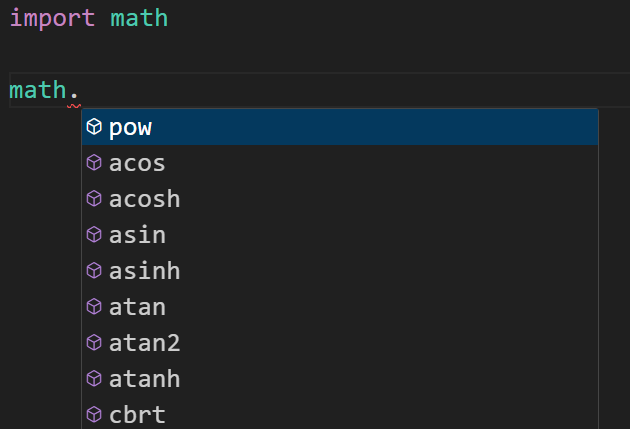 import math
math.
pow
acos
acosh
asin
asinh
atan
atan2
atanh
cbrt